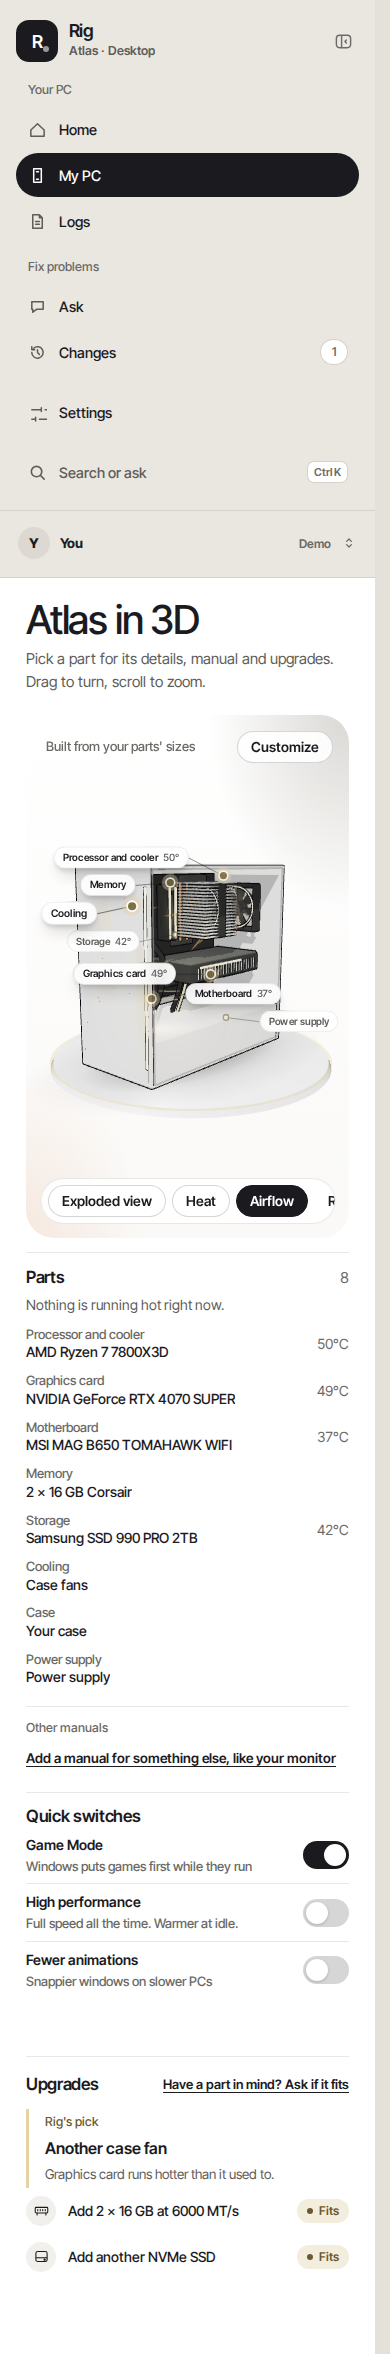 R
Rig
Atlas · Desktop
Your PC
Home
My PC
Logs
Fix problems
Ask
Changes
1
Settings
Search or ask
Ctrl K
Y
You
Demo
Atlas in 3D
Pick a part for its details, manual and upgrades.
Drag to turn, scroll to zoom.
Built from your parts' sizes
Customize
Processor and cooler 50°
Memory
Cooling
Storage 42°
Graphics card 49°
Motherboard 37°
Power supply
Exploded view
Heat
Airflow
R
Parts
8
Nothing is running hot right now.
Processor and cooler
AMD Ryzen 7 7800X3D
50°C
Graphics card
NVIDIA GeForce RTX 4070 SUPER
49°C
Motherboard
MSI MAG B650 TOMAHAWK WIFI
37°C
Memory
2 × 16 GB Corsair
Storage
Samsung SSD 990 PRO 2TB
42°C
Cooling
Case fans
Case
Your case
Power supply
Power supply
Other manuals
Add a manual for something else, like your monitor
Quick switches
Game Mode
Windows puts games first while they run
High performance
Full speed all the time. Warmer at idle.
Fewer animations
Snappier windows on slower PCs
Upgrades
Have a part in mind? Ask if it fits
Rig's pick
Another case fan
Graphics card runs hotter than it used to.
Add 2 × 16 GB at 6000 MT/s
Fits
Add another NVMe SSD
Fits